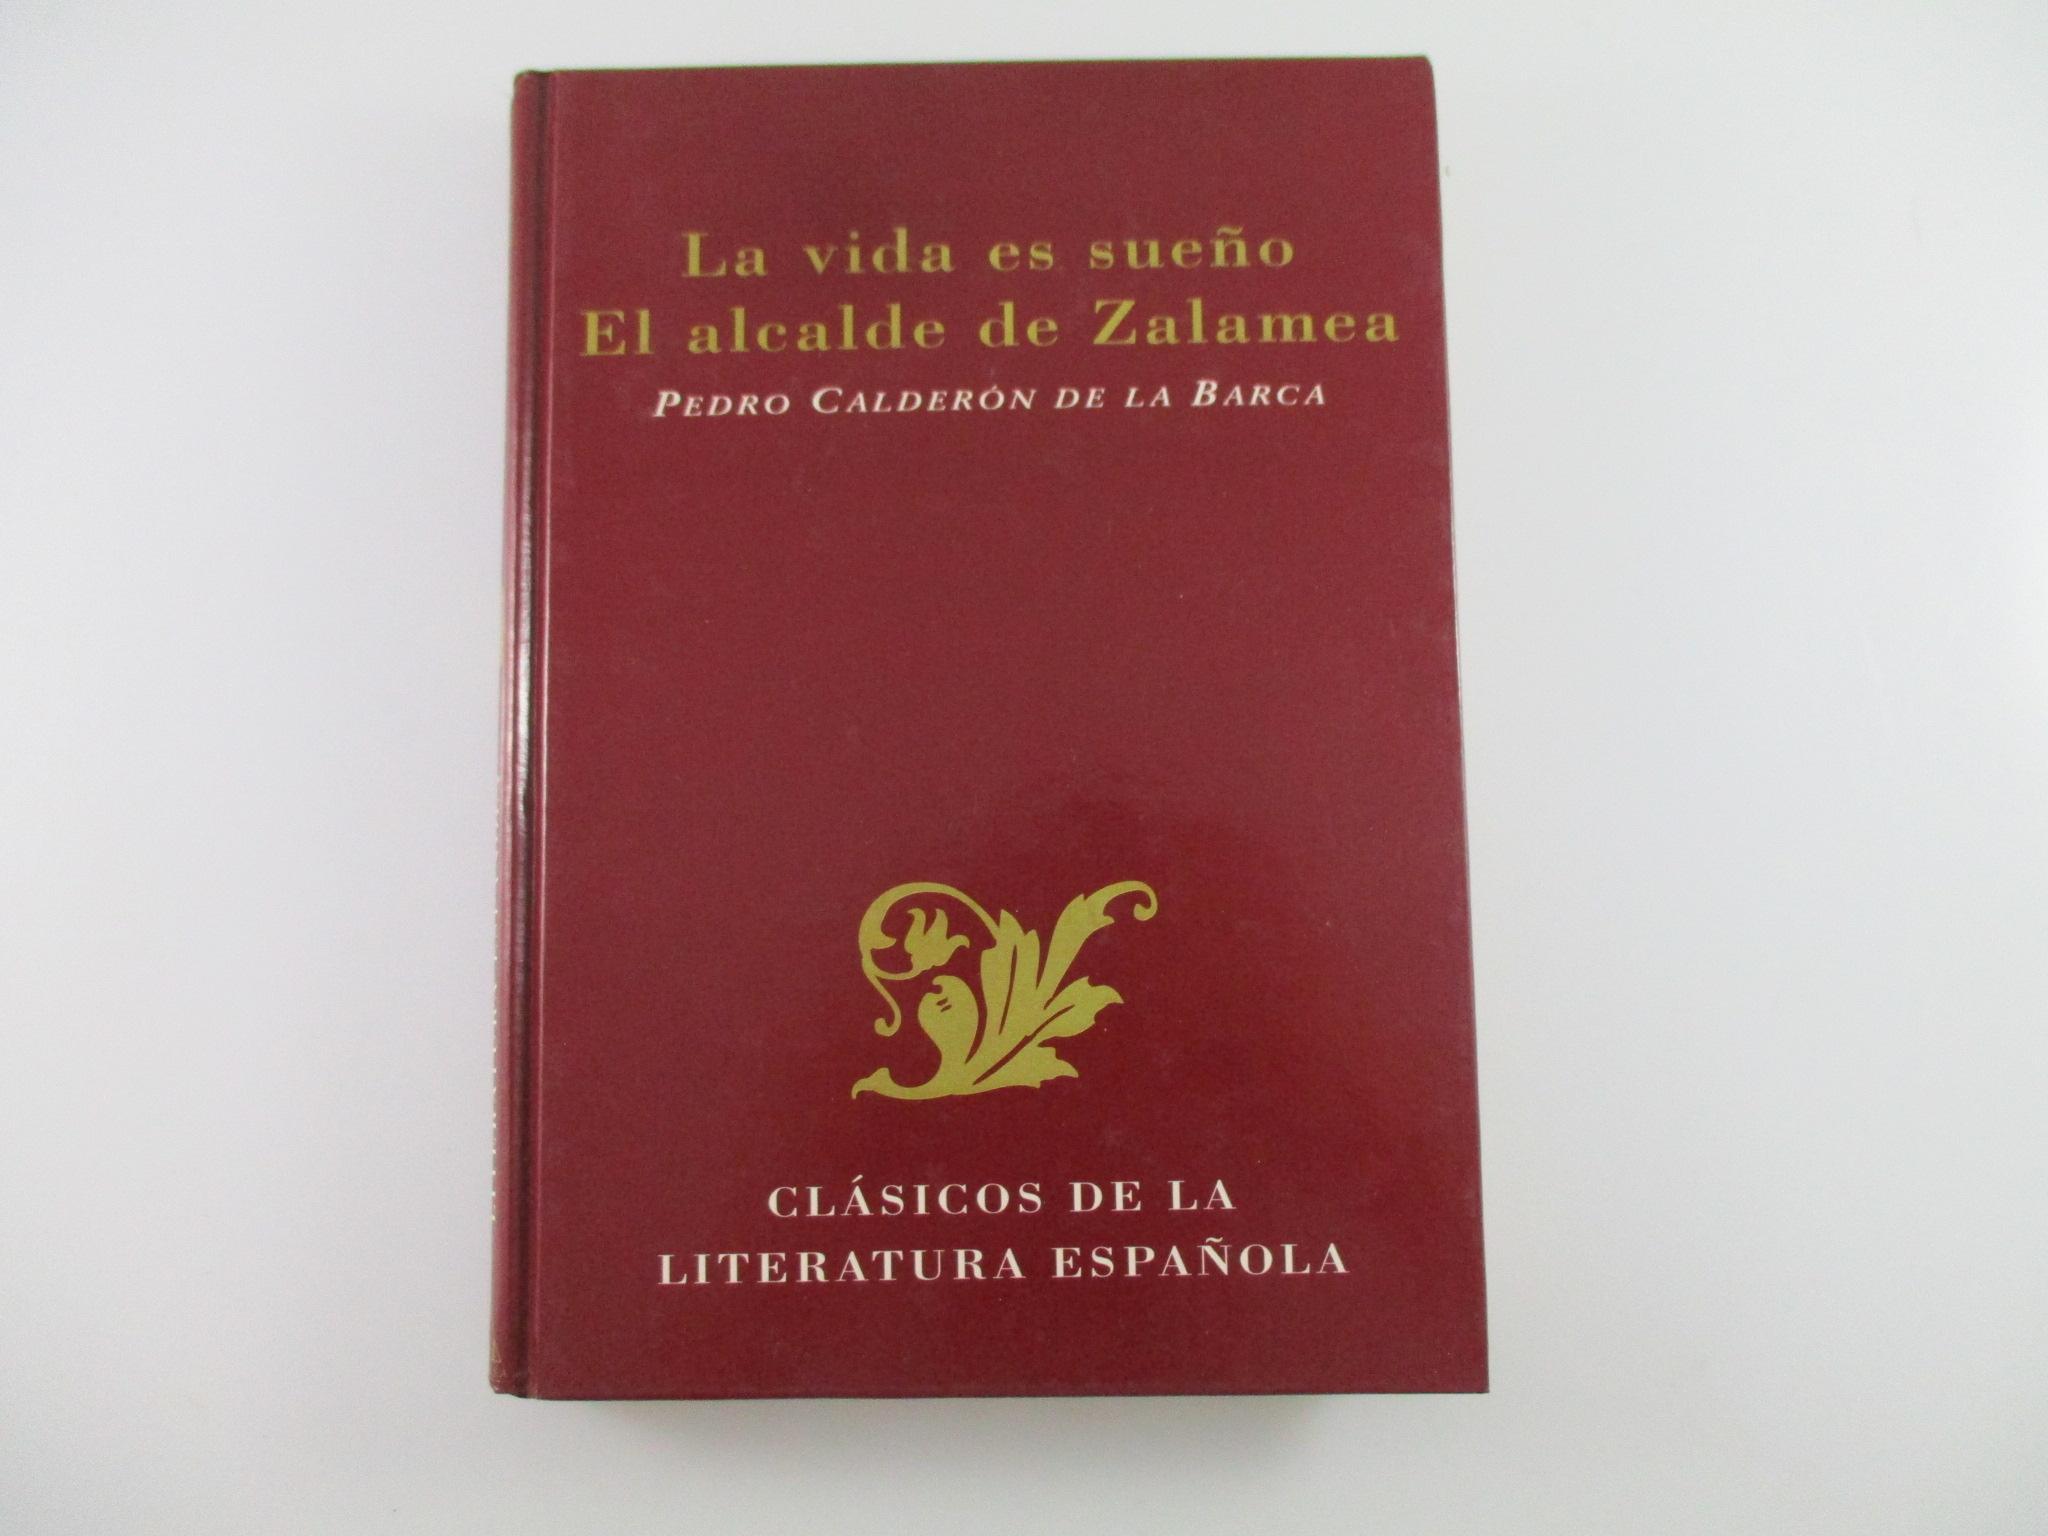 La vida es sueño
El alcalde de Zalamea
PEDRO CALDERÓN DE LA BARCA
CLÁSICOS DE LA
LITERATURA ESPAÑOLA